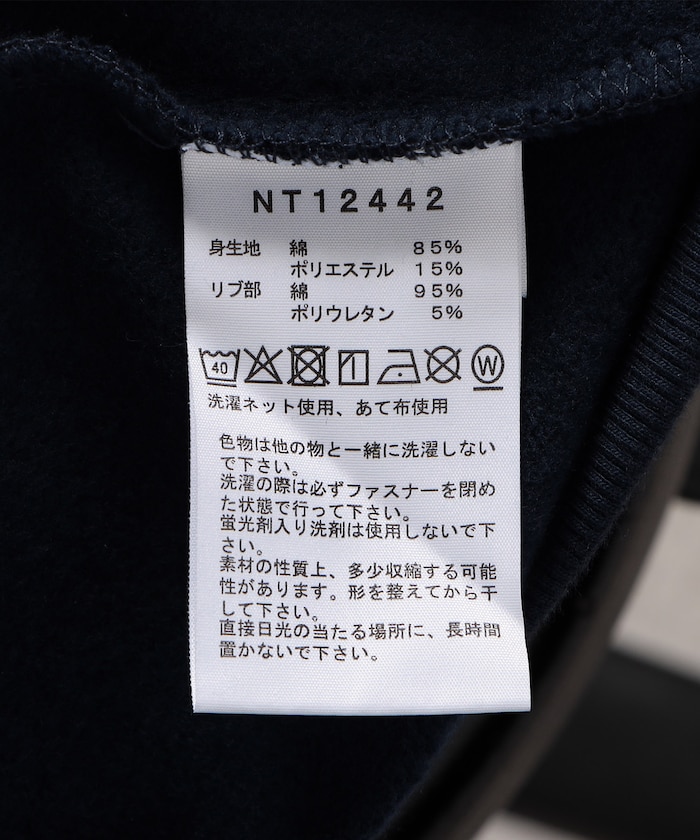 NT12442
身生地 綿 85%
ポリエステル 15%
リブ部 綿 95%
ポリウレタン 5%
40 W
洗濯ネット使用、あて布使用
色物は他の物と一緒に洗濯しない
で下さい。
洗濯の際は必ずファスナーを閉め
た状態で行って下さい。
蛍光剤入り洗剤は使用しないで下
さい。
素材の性質上、多少収縮する可能
性があります。形を整えてから干
して下さい。
直接日光の当たる場所に、長時間
置かないで下さい。